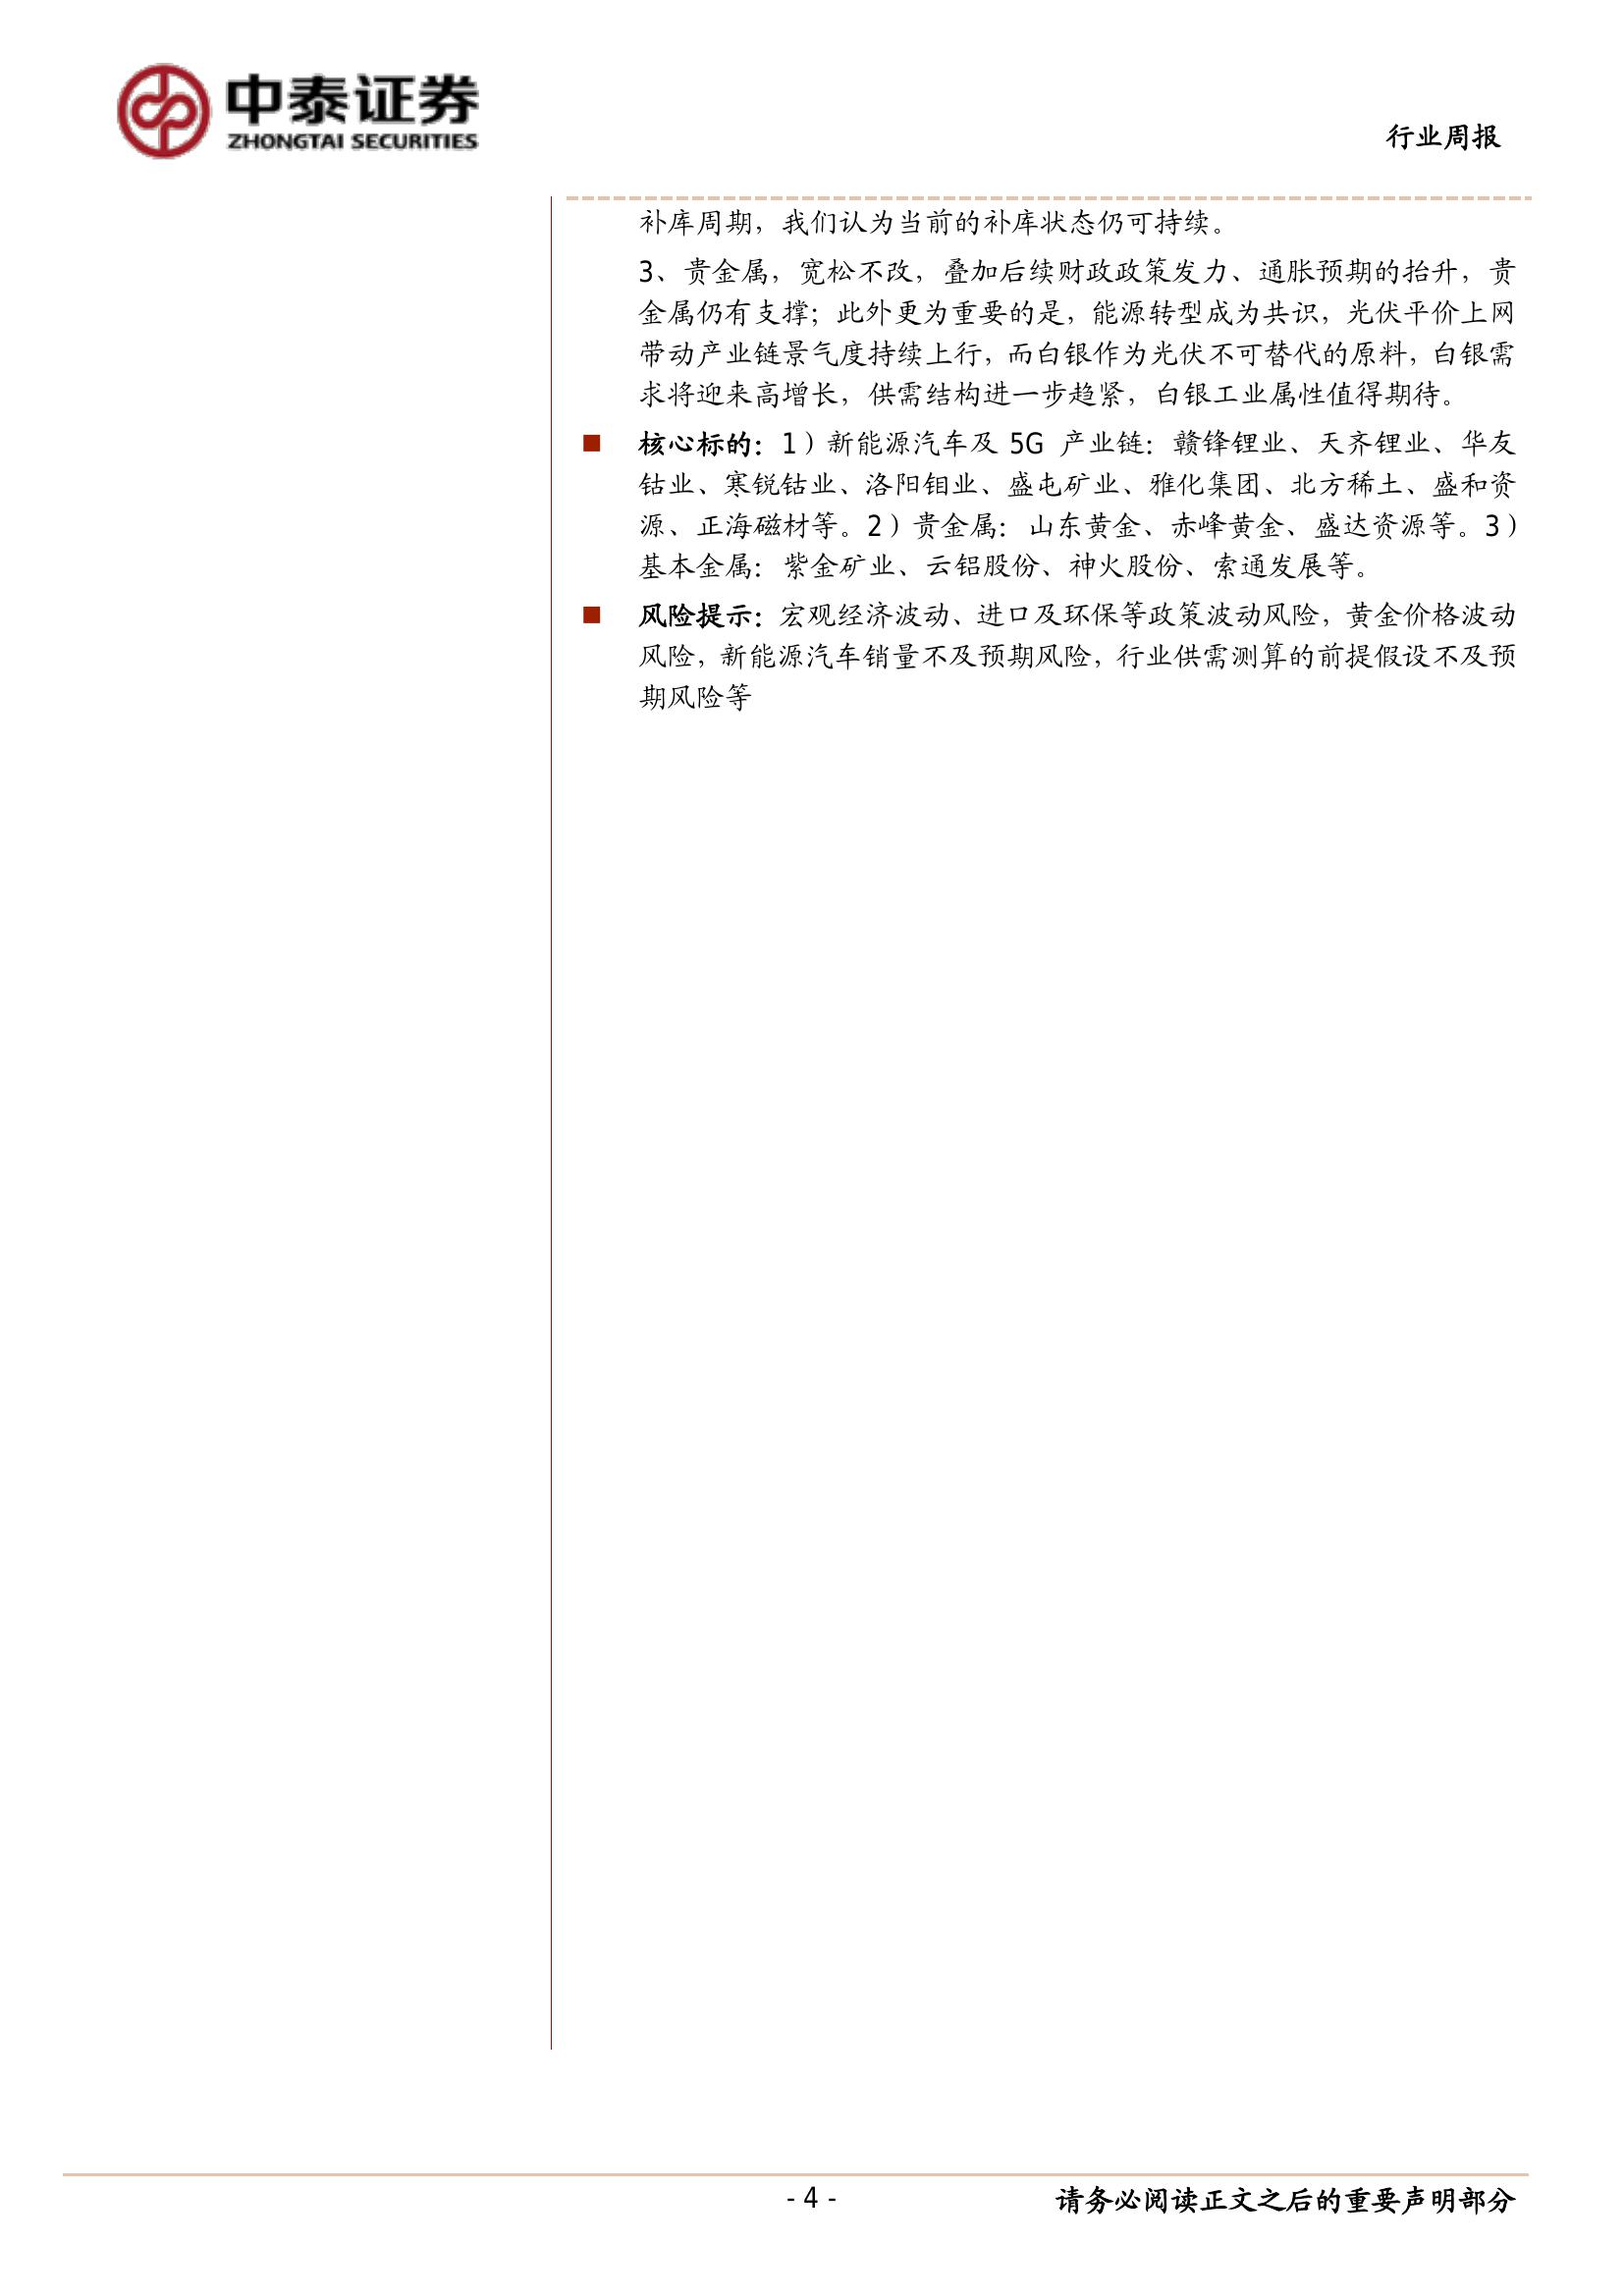 中泰证券
ZHONGTAI SECURITIES
行业周报
补库周期，我们认为当前的补库状态仍可持续。
3、贵金属，宽松不改，叠加后续财政政策发力、通胀预期的抬升，贵
金属仍有支撑；此外更为重要的是，能源转型成为共识，光伏平价上网
带动产业链景气度持续上行，而白银作为光伏不可替代的原料，白银需
求将迎来高增长，供需结构进一步趋紧，白银工业属性值得期待。
■ 核心标的：1）新能源汽车及 5G 产业链：赣锋锂业、天齐锂业、华友
钴业、寒锐钴业、洛阳钼业、盛屯矿业、雅化集团、北方稀土、盛和资
源、正海磁材等。2）贵金属：山东黄金、赤峰黄金、盛达资源等。3）
基本金属：紫金矿业、云铝股份、神火股份、索通发展等。
■ 风险提示：宏观经济波动、进口及环保等政策波动风险，黄金价格波动
风险，新能源汽车销量不及预期风险，行业供需测算的前提假设不及预
期风险等
- 4 -
请务必阅读正文之后的重要声明部分